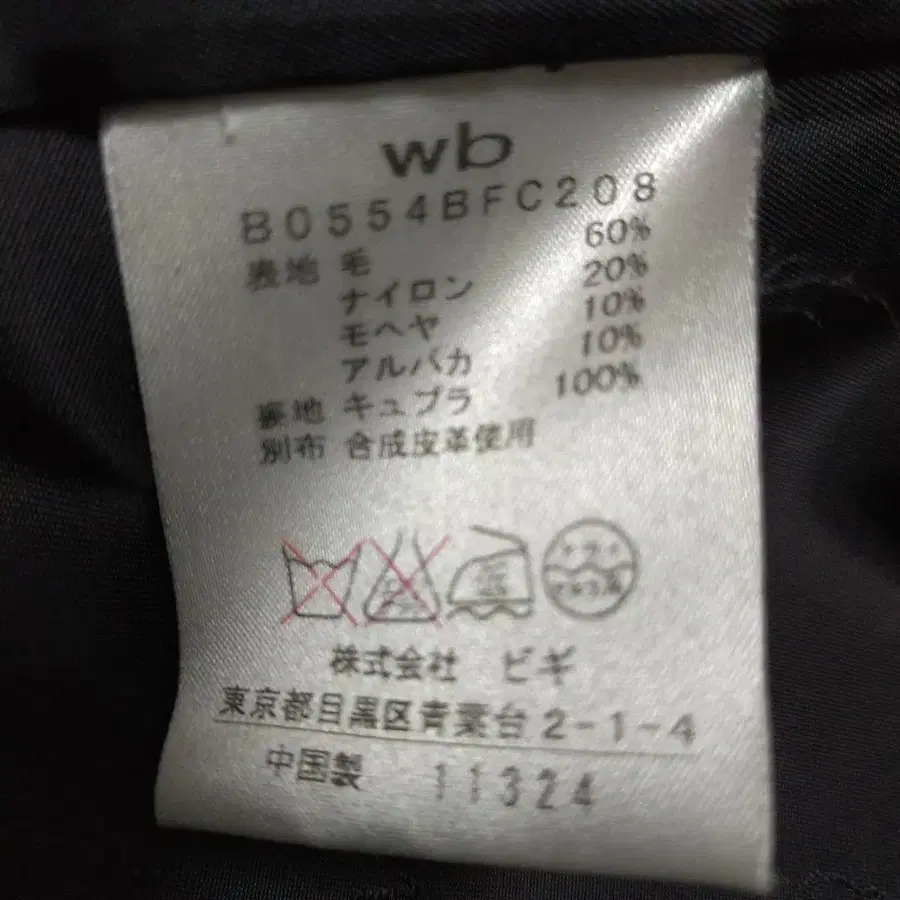 wb
B0554BFC208
表地 毛 60%
ナイロン 20%
モヘヤ 10%
アルパカ 10%
裏地 キュプラ 100%
別布 合成皮革使用
株式会社 ビギ
東京都目黒区青葉台2-1-4
中国製 11324